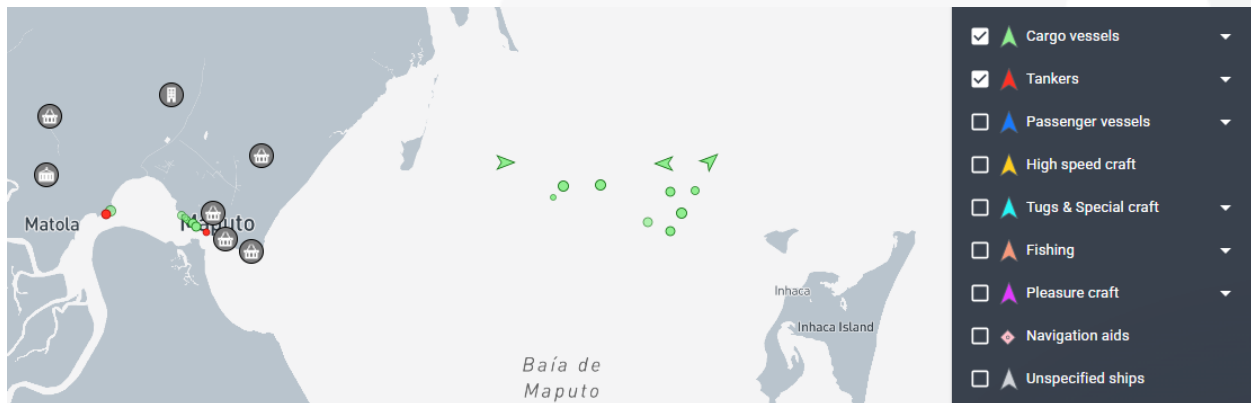 Cargo vessels
Tankers
Passenger vessels
High speed craft
Tugs & Special craft
Fishing
Pleasure craft
Navigation aids
Unspecified ships
Matola
Maputo
Inhaca
Inhaca Island
Baía de
Maputo